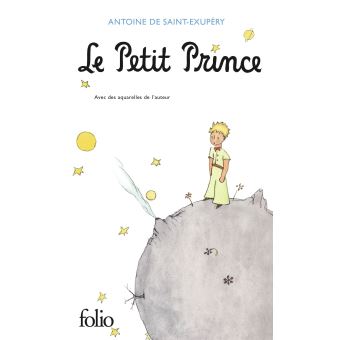 ANTOINE DE SAINT-EXUPÉRY
Le Petit Prince
Avec des aquarelles de l'auteur
folio